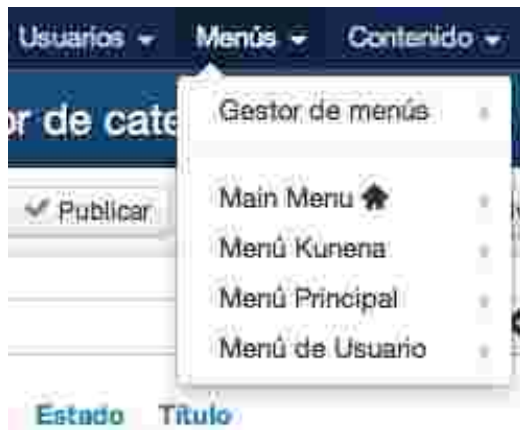 Usuarios Menús Contenido
or de cate
Gestor de menús
Publicar
Main Menu
Menú Kunena
Menú Principal
Menú de Usuario
Estado Título